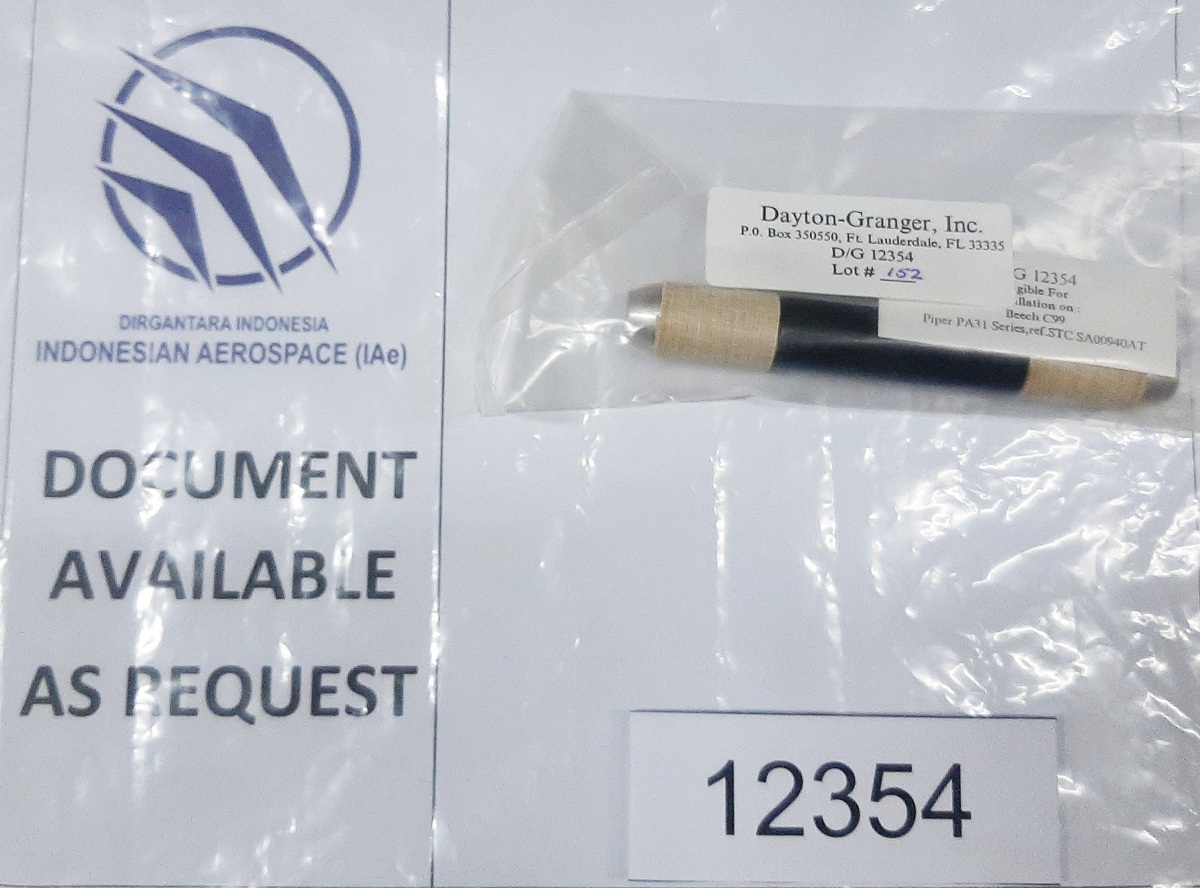 DIRGANTARA INDONESIA
INDONESIAN AEROSPACE (IAe)
DOCUMENT
AVAILABLE
AS REQUEST
Dayton-Granger, Inc.
P.O. Box 350550, Ft. Lauderdale, FL 33335
D/G 12354
Lot # 152
G 12354
gible For
llation on :
Beech C99
Piper PA31 Series,ref.STC SA00940AT
12354